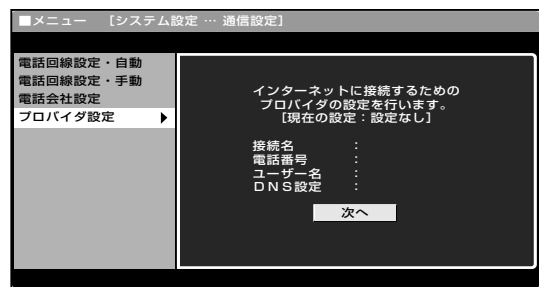 ■メニュー [システム設定 … 通信設定]
電話回線設定・自動
電話回線設定・手動
電話会社設定
プロバイダ設定
インターネットに接続するための
プロバイダの設定を行います。
[現在の設定：設定なし]
接続名 ：
電話番号 ：
ユーザー名 ：
ＤＮＳ設定 ：
次へ